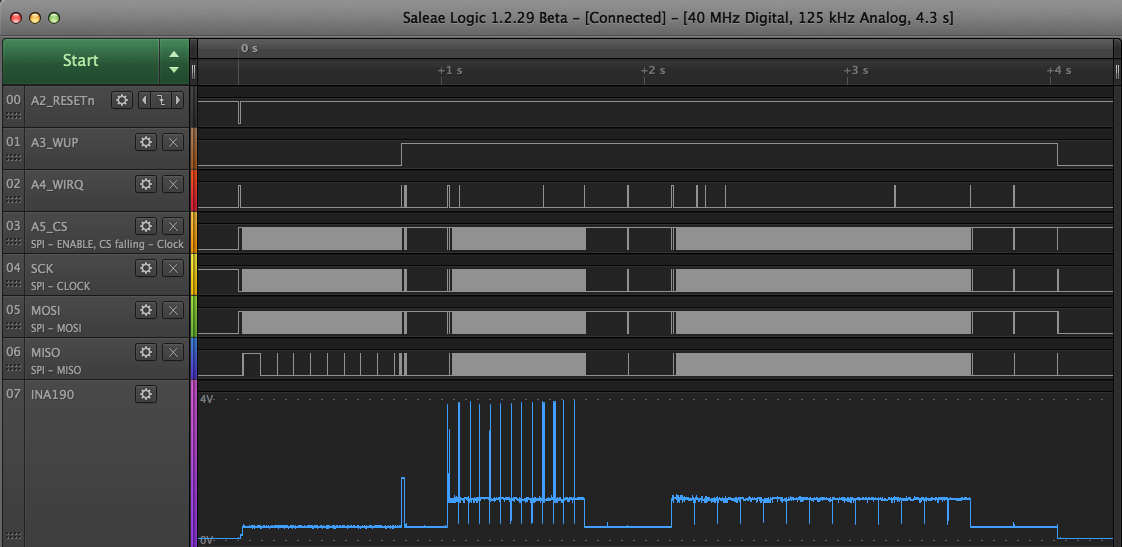 Saleae Logic 1.2.29 Beta – [Connected] – [40 MHz Digital, 125 kHz Analog, 4.3 s]
Start
0 s
+1 s +2 s +3 s +4 s
00 A2_RESETn
01 A3_WUP
02 A4_WIRQ
03 A5_CS
SPI – ENABLE, CS falling – Clock
04 SCK
SPI – CLOCK
05 MOSI
SPI – MOSI
06 MISO
SPI – MISO
07 INA190
4V
0V